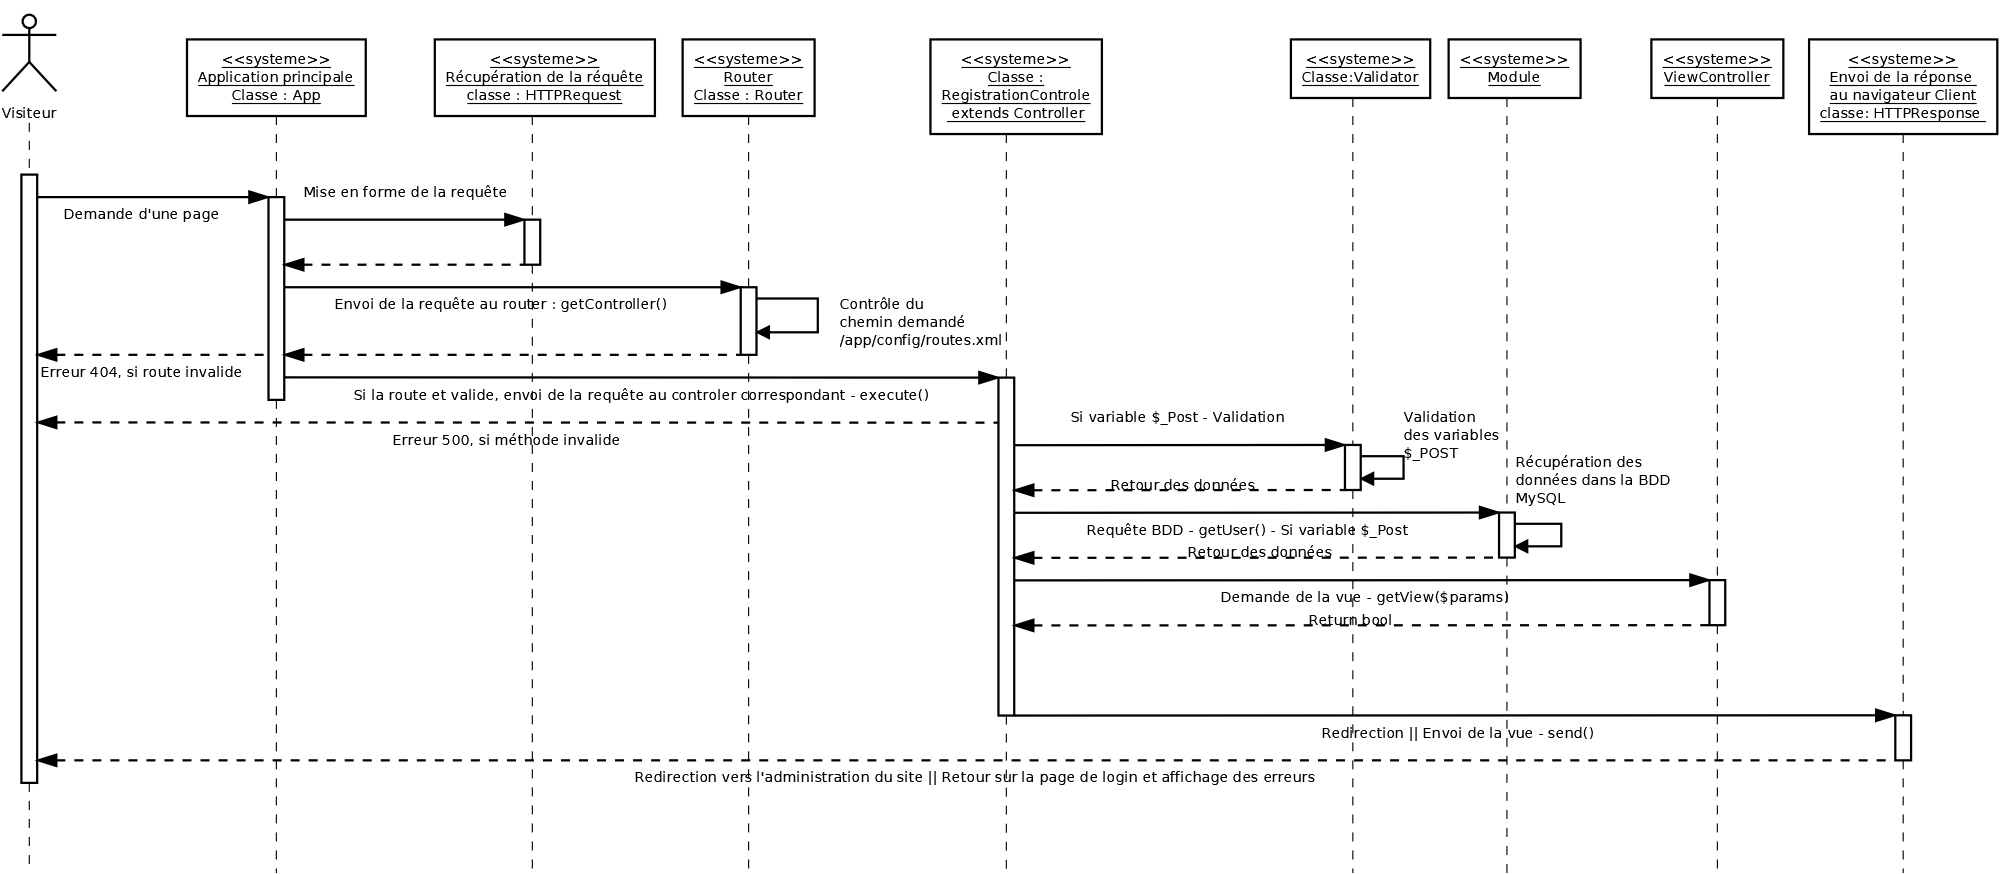 Visiteur
<<systeme>>
Application principale
Classe : App
<<systeme>>
Récupération de la réquête
classe : HTTPRequest
<<systeme>>
Router
Classe : Router
<<systeme>>
Classe :
RegistrationControle
extends Controller
<<systeme>>
Classe:Validator
<<systeme>>
Module
<<systeme>>
ViewController
<<systeme>>
Envoi de la réponse
au navigateur Client
classe: HTTPResponse
Demande d'une page
Mise en forme de la requête
Envoi de la requête au router : getController()
Contrôle du
chemin demandé
/app/config/routes.xml
Erreur 404, si route invalide
Si la route et valide, envoi de la requête au controler correspondant - execute()
Erreur 500, si méthode invalide
Si variable $_Post - Validation
Validation
des variables
$_POST
Retour des données
Récupération des
données dans la BDD
MySQL
Requête BDD - getUser() - Si variable $_Post
Retour des données
Demande de la vue - getView($params)
Return bool
Redirection || Envoi de la vue - send()
Redirection vers l'administration du site || Retour sur la page de login et affichage des erreurs